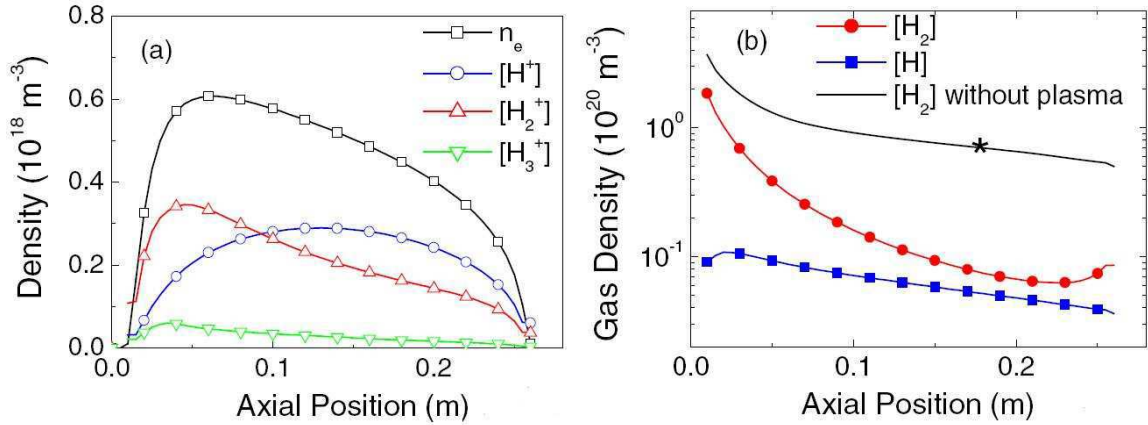 (a)
n_e
[H^+]
[H_2^+]
[H_3^+]
Density (10^18 m^-3)
0.8
0.6
0.4
0.2
0.0
0.0 0.1 0.2
Axial Position (m)
(b)
[H_2]
[H]
[H_2] without plasma
*
Gas Density (10^20 m^-3)
10^0
10^-1
0.0 0.1 0.2
Axial Position (m)